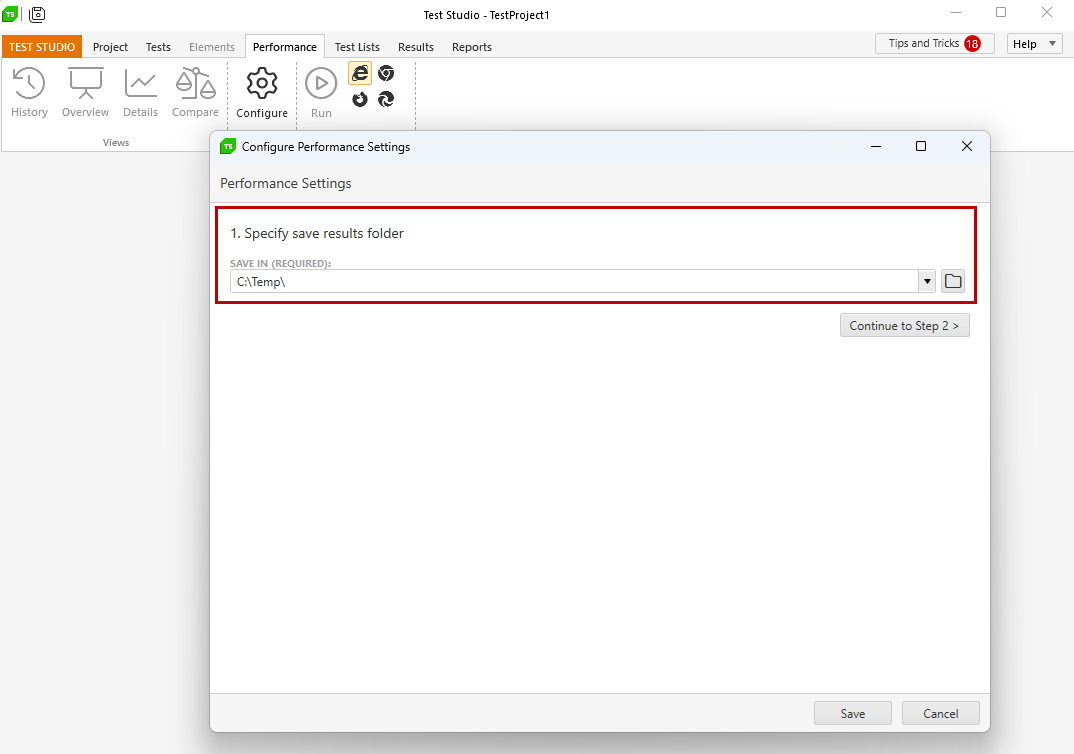 TS
Test Studio - TestProject1
TEST STUDIO Project Tests Elements Performance Test Lists Results Reports Tips and Tricks 18 Help
History Overview Details Compare Configure Run
Views
TS Configure Performance Settings
Performance Settings
1. Specify save results folder
SAVE IN (REQUIRED):
C:\Temp\
Continue to Step 2 >
Save Cancel